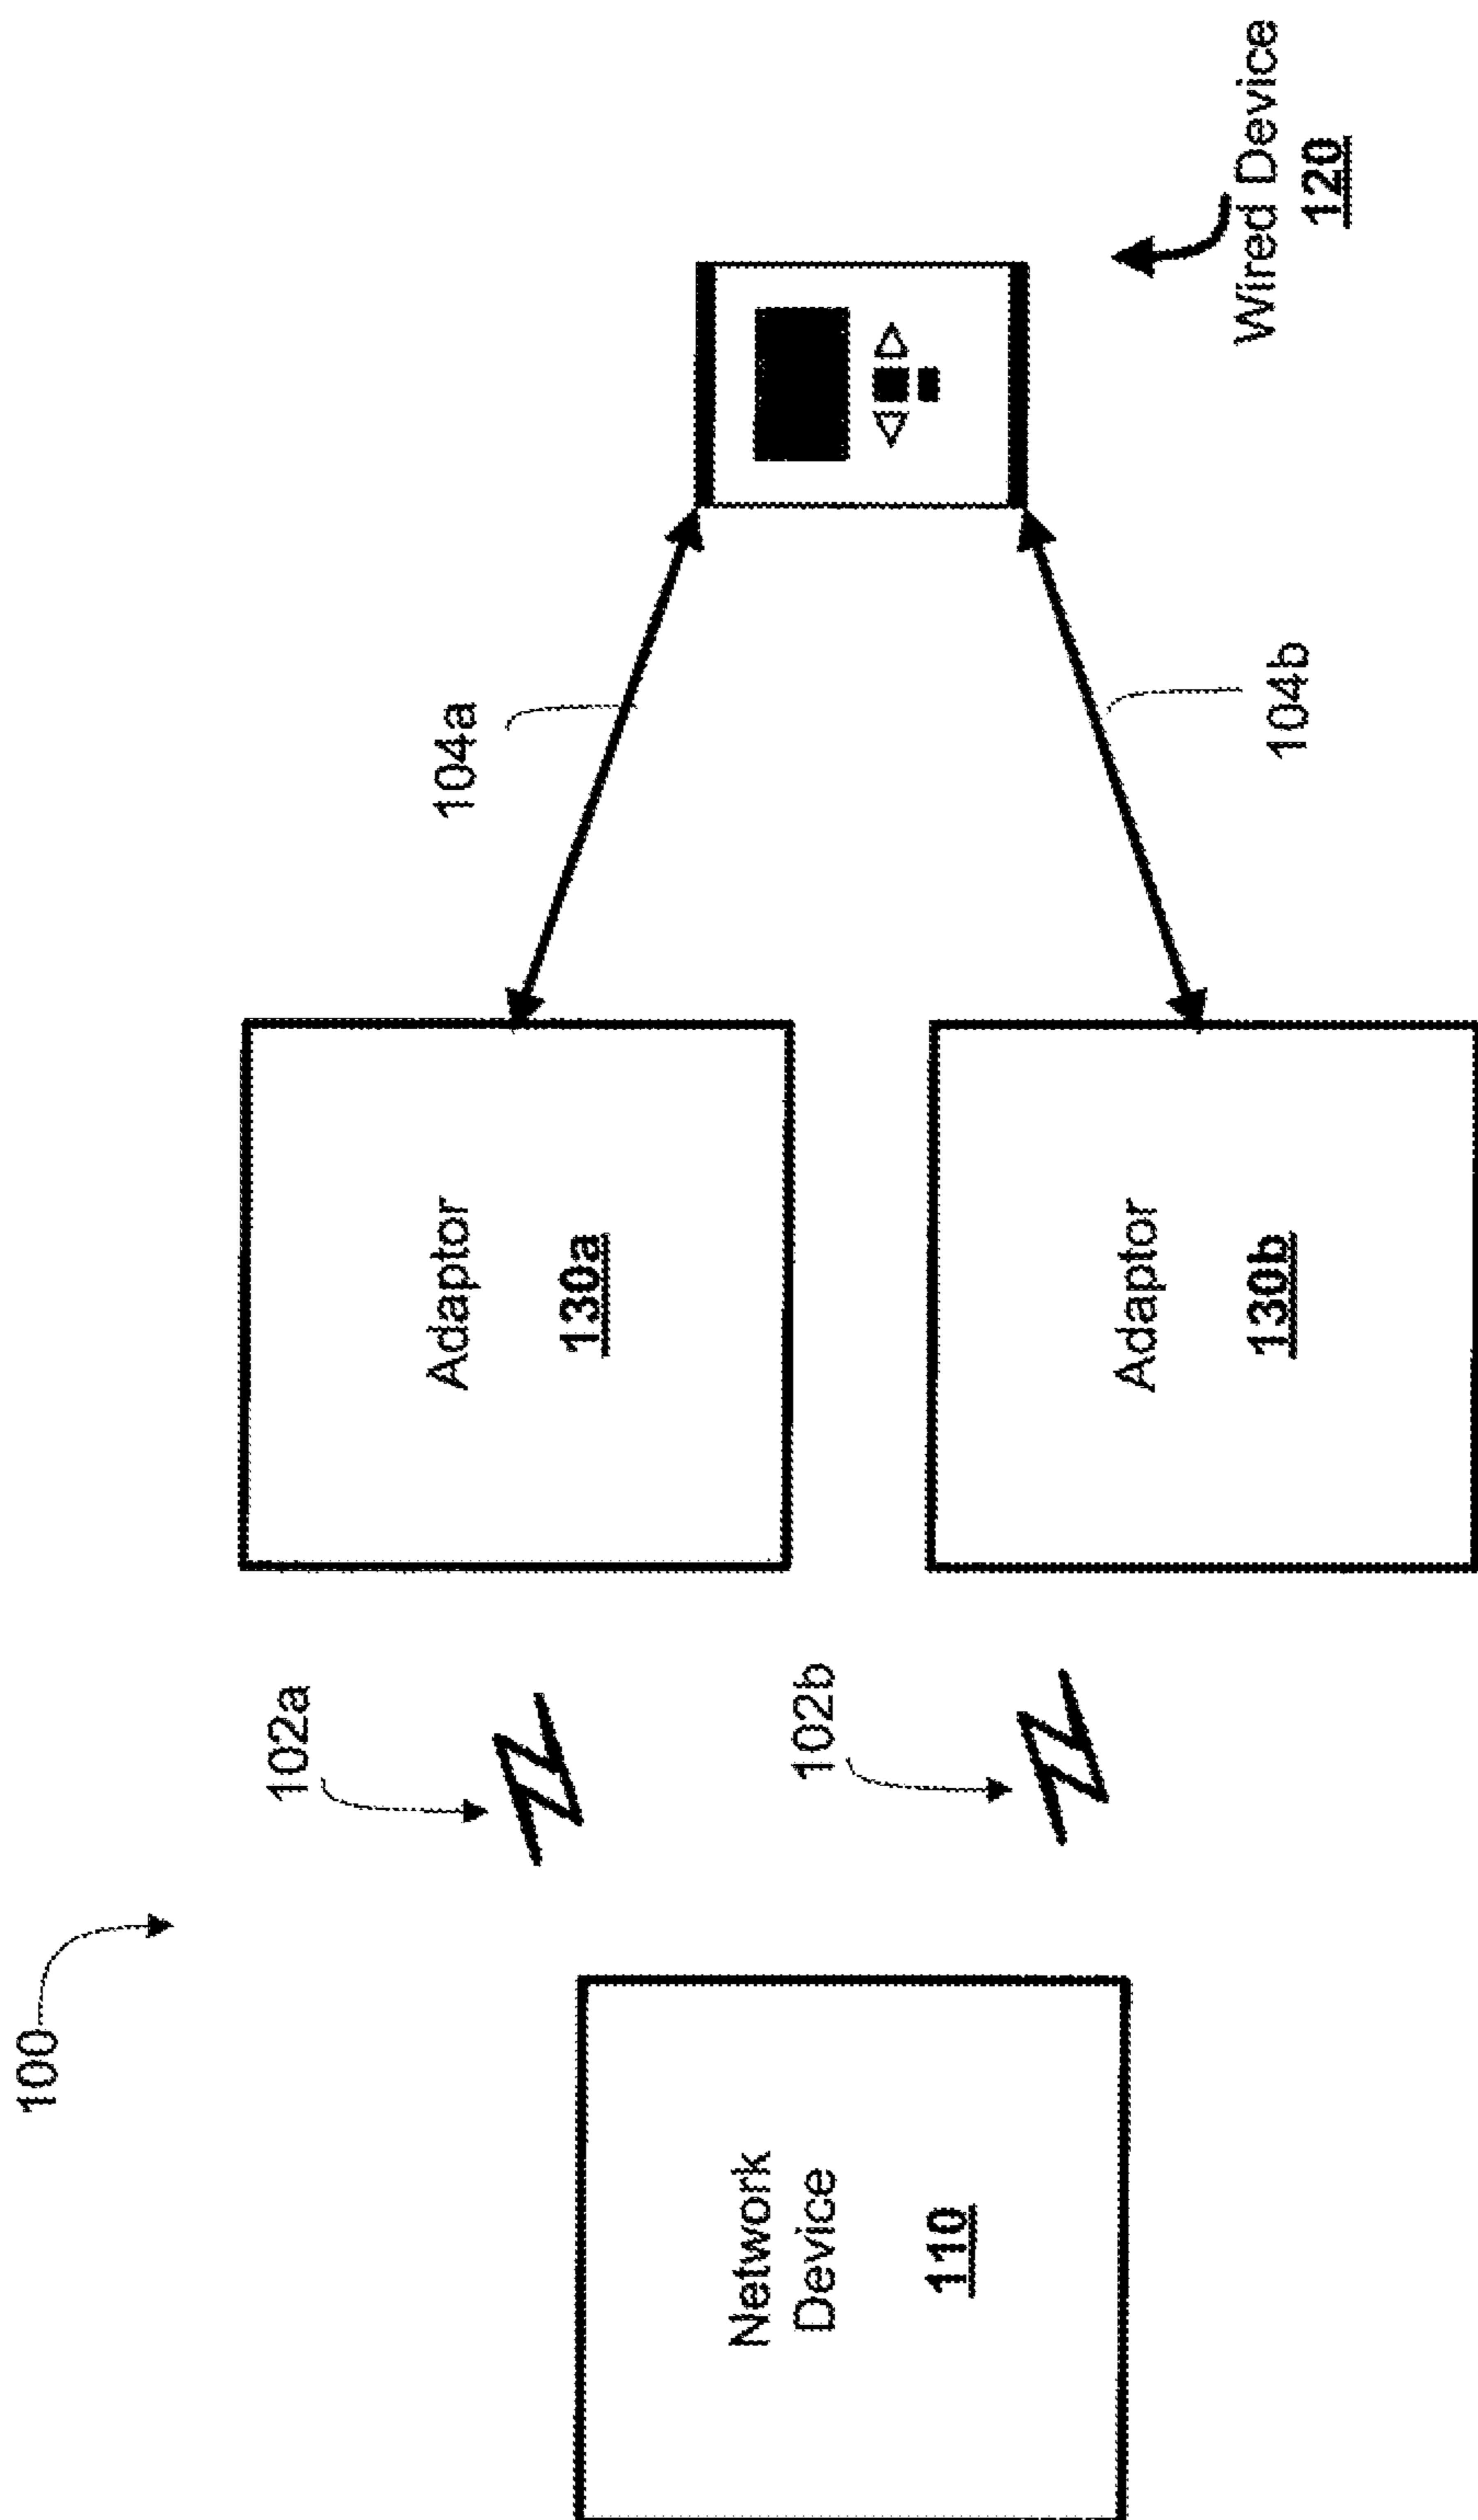 100
102a
102b
104a
104b
Network
Device
110
Adaptor
130a
Adaptor
130b
Wired Device
120